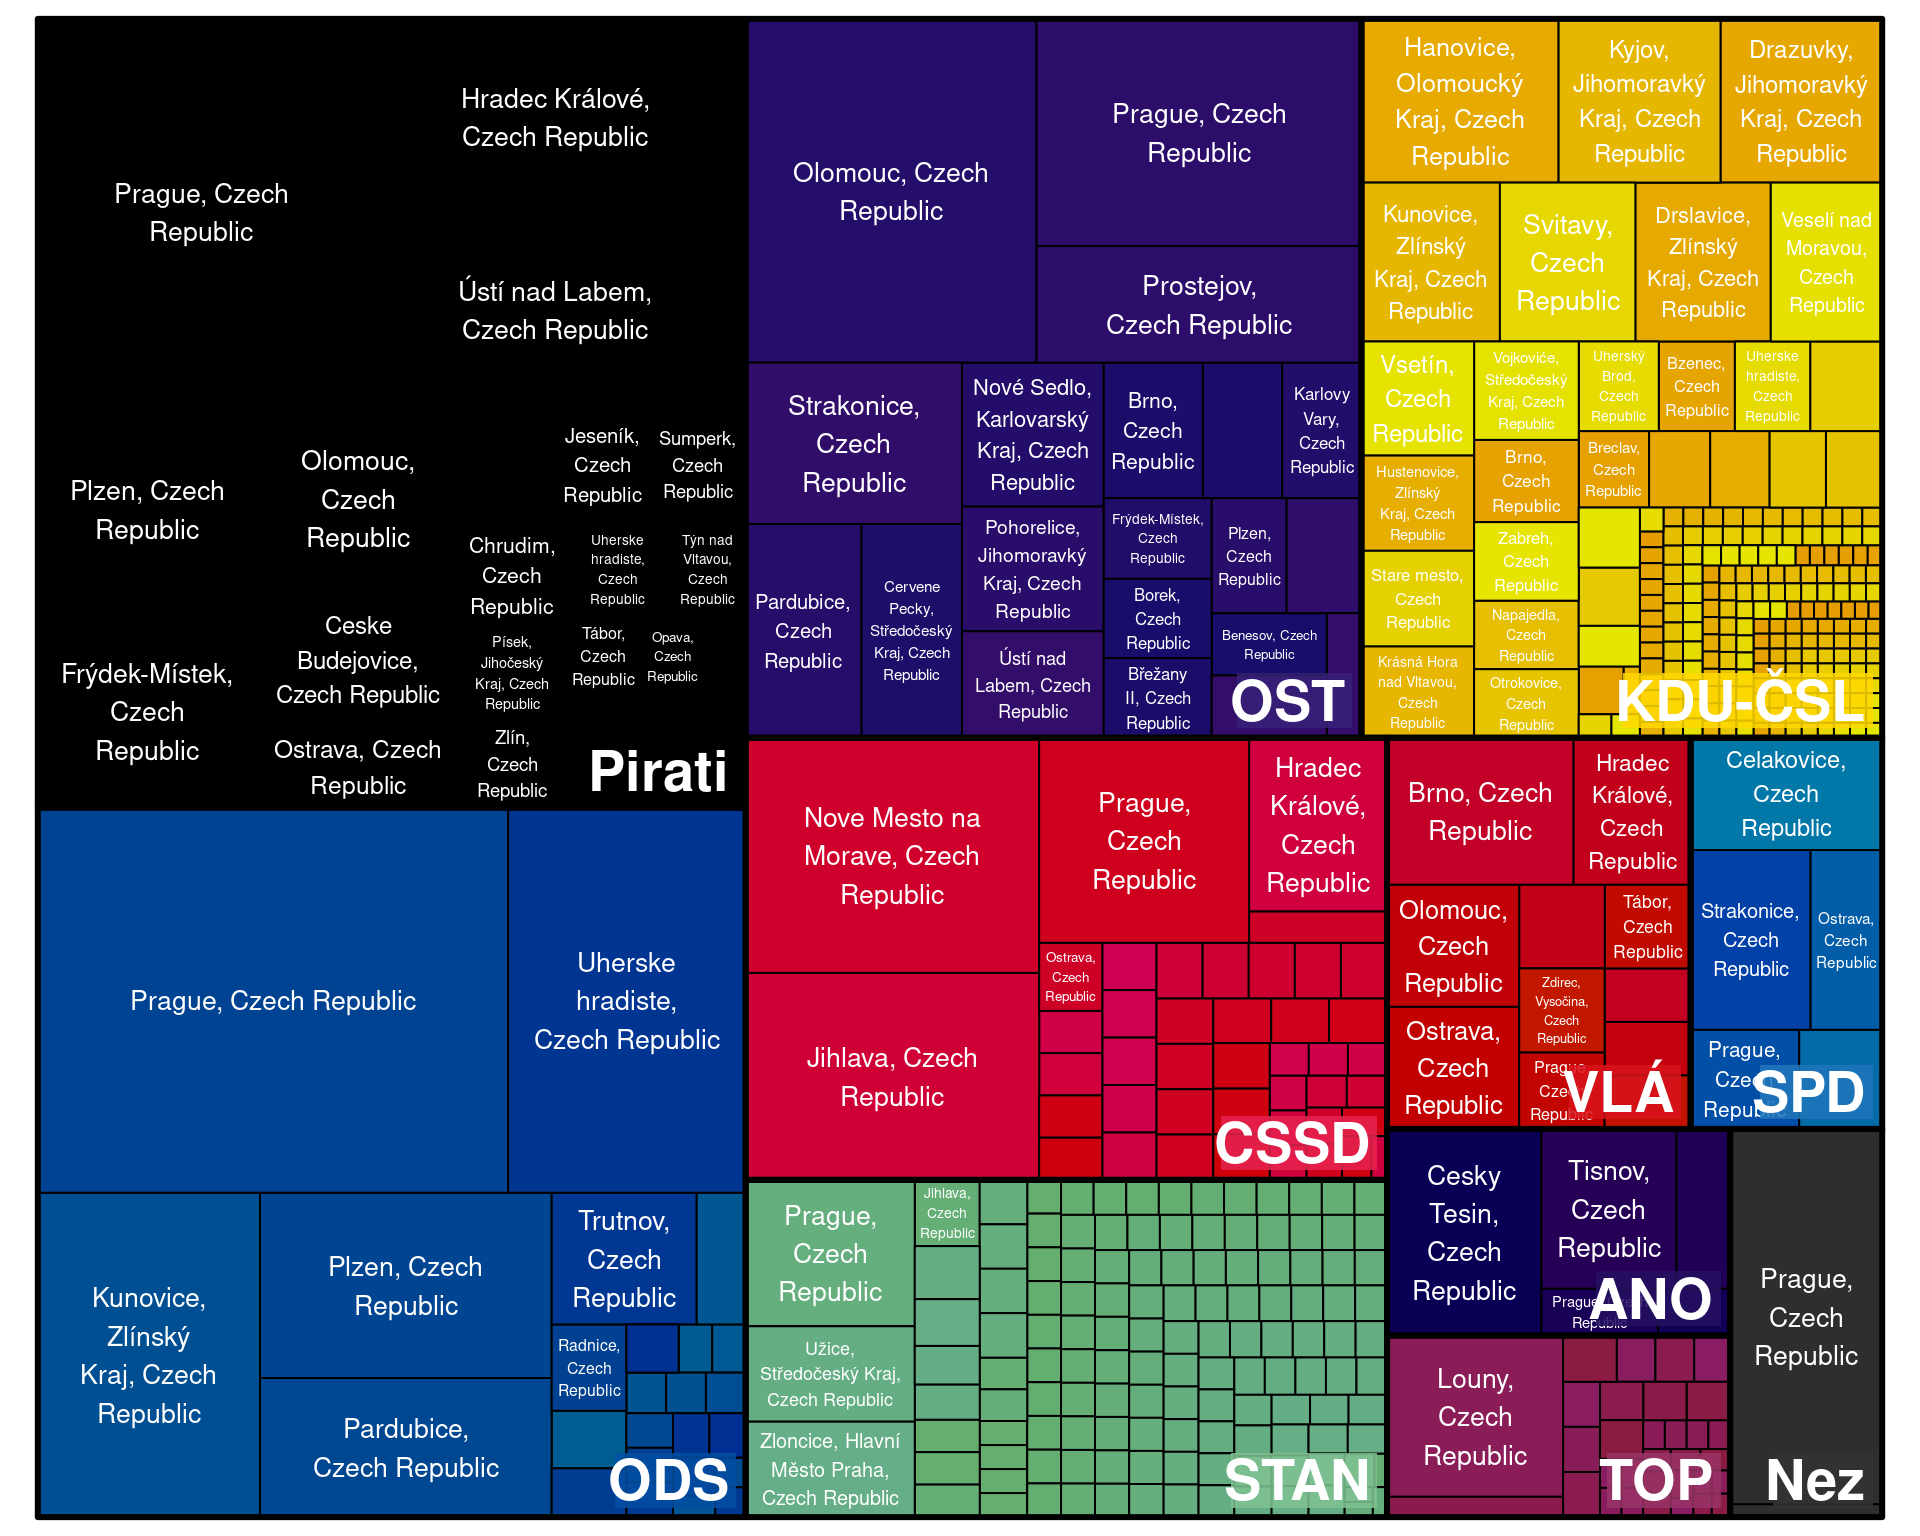 Prague, Czech
Republic
Hradec Králové,
Czech Republic
Ústí nad Labem,
Czech Republic
Plzen, Czech
Republic
Olomouc,
Czech
Republic
Jeseník,
Czech
Republic
Sumperk,
Czech
Republic
Chrudim,
Czech
Republic
Uherske
hradiste,
Czech
Republic
Týn nad
Vltavou,
Czech
Republic
Frýdek-Místek,
Czech
Republic
Ceske
Budejovice,
Czech Republic
Písek,
Jihočeský
Kraj, Czech
Republic
Tábor,
Czech
Republic
Opava,
Czech
Republic
Ostrava, Czech
Republic
Zlín,
Czech
Republic
Pirati
Olomouc, Czech
Republic
Prague, Czech
Republic
Prostejov,
Czech Republic
Strakonice,
Czech
Republic
Nové Sedlo,
Karlovarský
Kraj, Czech
Republic
Brno,
Czech
Republic
Karlovy
Vary,
Czech
Republic
Pardubice,
Czech
Republic
Cervene
Pecky,
Středočeský
Kraj, Czech
Republic
Pohorelice,
Jihomoravký
Kraj, Czech
Republic
Ústí nad
Labem, Czech
Republic
Frýdek-Místek,
Czech
Republic
Plzen,
Czech
Republic
Borek,
Czech
Republic
Benesov, Czech
Republic
Břežany
II, Czech
Republic
OST
Hanovice,
Olomoucký
Kraj, Czech
Republic
Kyjov,
Jihomoravký
Kraj, Czech
Republic
Drazuvky,
Jihomoravký
Kraj, Czech
Republic
Kunovice,
Zlínský
Kraj, Czech
Republic
Svitavy,
Czech
Republic
Drslavice,
Zlínský
Kraj, Czech
Republic
Veselí nad
Moravou,
Czech
Republic
Vsetín,
Czech
Republic
Vojkoviće,
Středočeský
Kraj, Czech
Republic
Uherský
Brod,
Czech
Republic
Bzenec,
Czech
Republic
Uherske
hradiste,
Czech
Republic
Hustenovice,
Zlínský
Kraj, Czech
Republic
Brno,
Czech
Republic
Breclav,
Czech
Republic
Stare mesto,
Czech
Republic
Zabreh,
Czech
Republic
Napajedla,
Czech
Republic
Krásná Hora
nad Vltavou,
Czech
Republic
Otrokovice,
Czech
Republic
KDU-ČSL
Prague, Czech Republic
Uherske
hradiste,
Czech Republic
Kunovice,
Zlínský
Kraj, Czech
Republic
Plzen, Czech
Republic
Pardubice,
Czech Republic
Trutnov,
Czech
Republic
Radnice,
Czech
Republic
ODS
Nove Mesto na
Morave, Czech
Republic
Jihlava, Czech
Republic
Prague,
Czech
Republic
Hradec
Králové,
Czech
Republic
Ostrava,
Czech
Republic
CSSD
Prague,
Czech
Republic
Jihlava,
Czech
Republic
Užice,
Středočeský Kraj,
Czech Republic
Zloncice, Hlavní
Město Praha,
Czech Republic
STAN
Brno, Czech
Republic
Hradec
Králové,
Czech
Republic
Olomouc,
Czech
Republic
Tábor,
Czech
Republic
Zdirec,
Vysočina,
Czech
Republic
Ostrava,
Czech
Republic
Prague,
Czech
Republic
VLÁ
Celakovice,
Czech
Republic
Strakonice,
Czech
Republic
Ostrava,
Czech
Republic
Prague,
Czech
Republic
SPD
Cesky
Tesin,
Czech
Republic
Tisnov,
Czech
Republic
Prague,
Republic
ANO
Louny,
Czech
Republic
TOP
Prague,
Czech
Republic
Nez